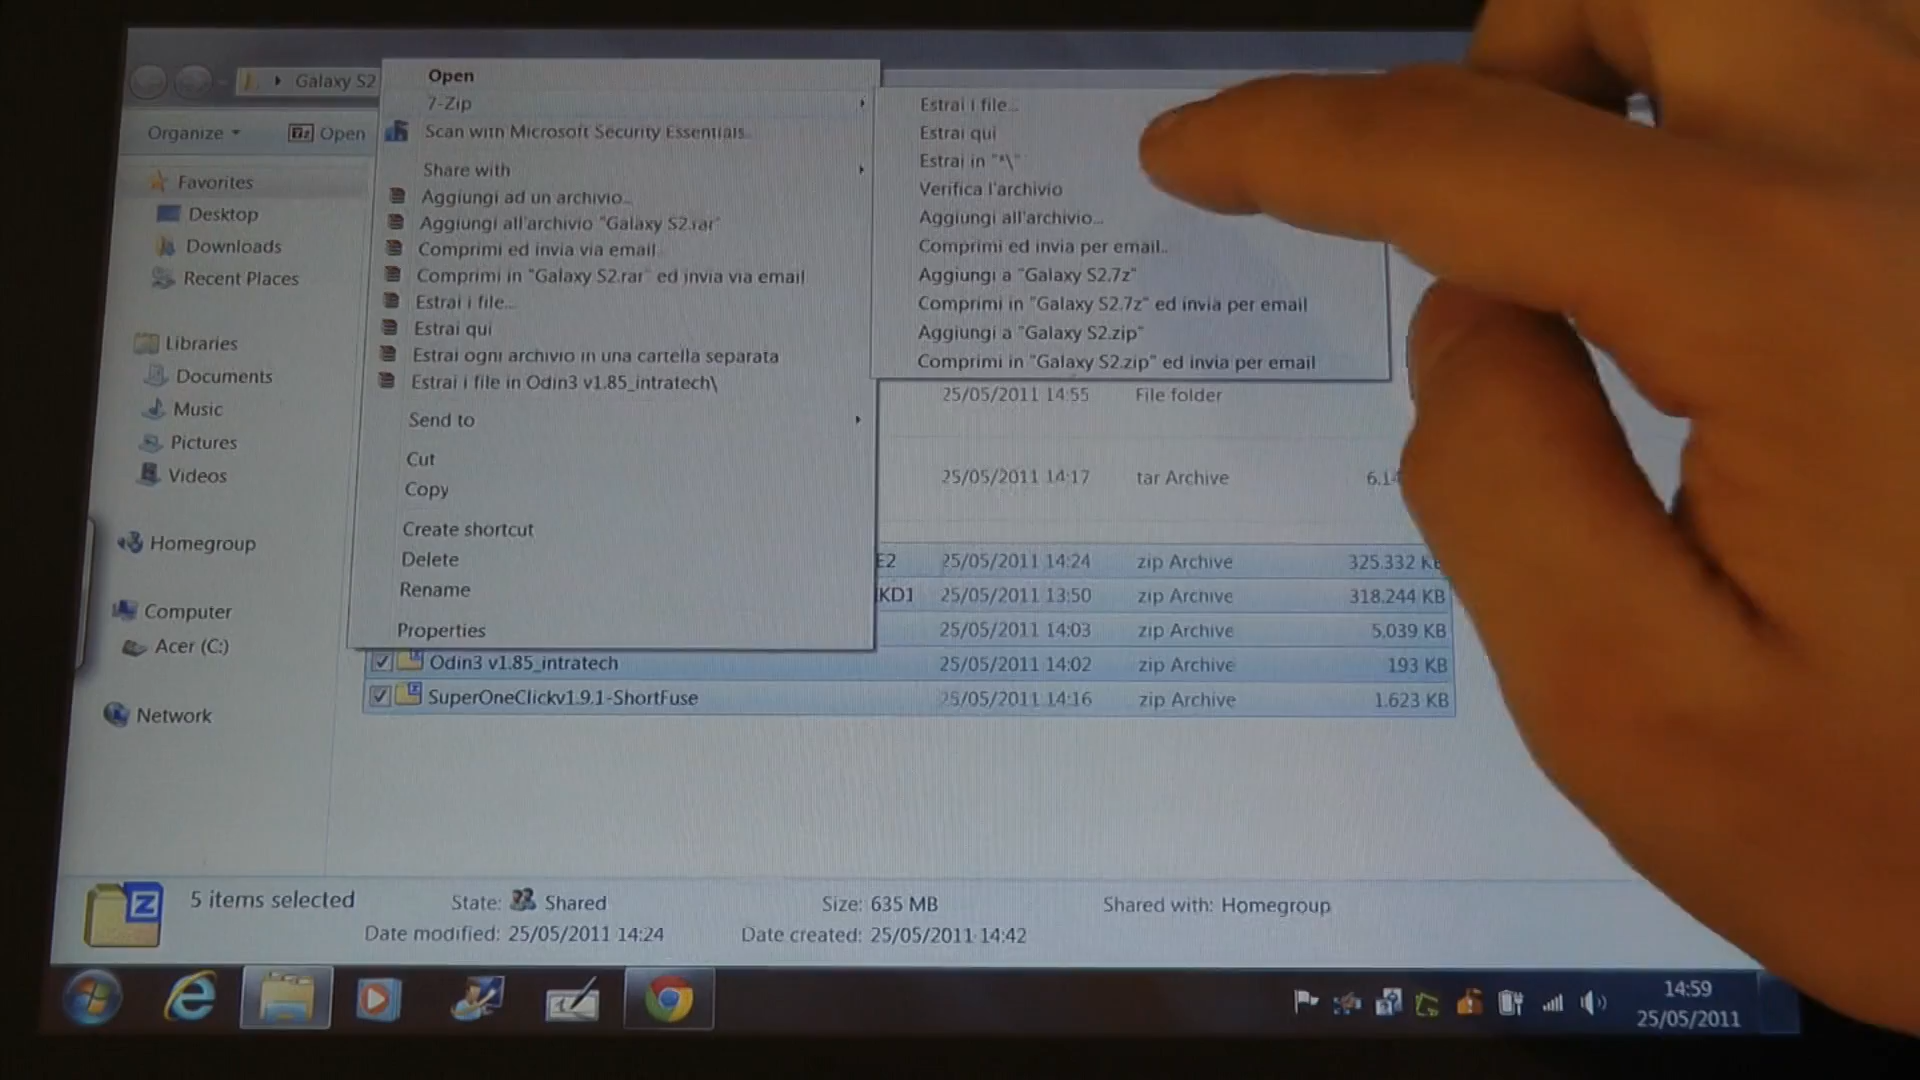 Galaxy S2
Organize
Open
Favorites
Desktop
Downloads
Recent Places
Libraries
Documents
Music
Pictures
Videos
Homegroup
Computer
Acer (C:)
Network
Open
7-Zip
Scan with Microsoft Security Essentials...
Share with
Aggiungi ad un archivio...
Aggiungi all'archivio "Galaxy S2.rar"
Comprimi ed invia via email...
Comprimi in "Galaxy S2.rar" ed invia via email
Estrai i file...
Estrai qui
Estrai ogni archivio in una cartella separata
Estrai i file in Odin3 v1.85_intratech\
Send to
Cut
Copy
Create shortcut
Delete
Rename
Properties
Estrai i file...
Estrai qui
Estrai in "*\"
Verifica l'archivio
Aggiungi all'archivio...
Comprimi ed invia per email...
Aggiungi a "Galaxy S2.7z"
Comprimi in "Galaxy S2.7z" ed invia per email
Aggiungi a "Galaxy S2.zip"
Comprimi in "Galaxy S2.zip" ed invia per email
25/05/2011 14:55 File folder
25/05/2011 14:17 tar Archive 6.14
E2 25/05/2011 14:24 zip Archive 325.332 KB
KD1 25/05/2011 13:50 zip Archive 318.244 KB
25/05/2011 14:03 zip Archive 5.039 KB
Odin3 v1.85_intratech 25/05/2011 14:02 zip Archive 193 KB
SuperOneClickv1.9.1-ShortFuse 25/05/2011 14:16 zip Archive 1.623 KB
5 items selected State: Shared Size: 635 MB Shared with: Homegroup
Date modified: 25/05/2011 14:24 Date created: 25/05/2011 14:42
14:59
25/05/2011